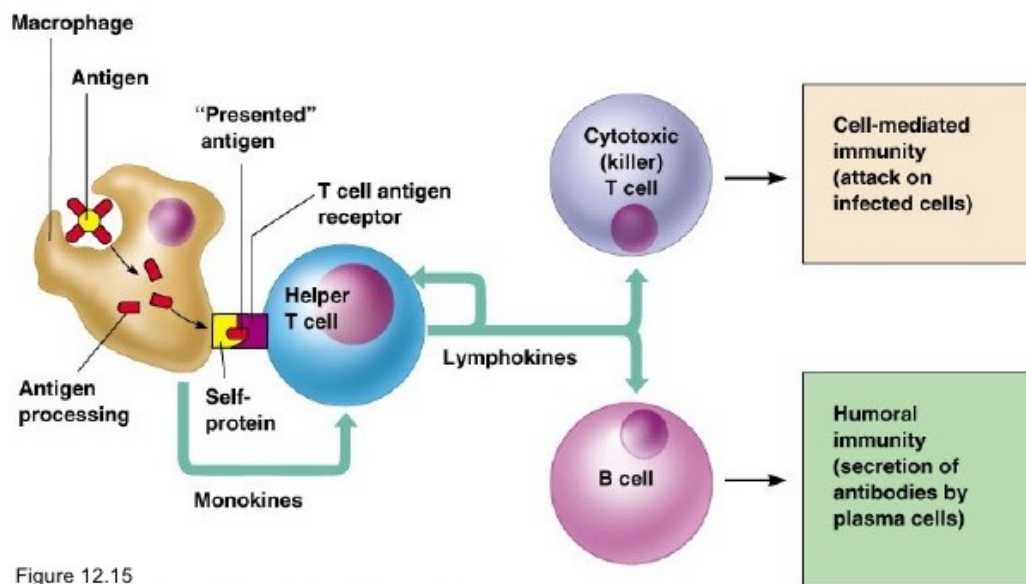 Macrophage
Antigen
“Presented”
antigen
T cell antigen
receptor
Helper
T cell
Antigen
processing
Self-
protein
Monokines
Lymphokines
Cytotoxic
(killer)
T cell
Cell-mediated
immunity
(attack on
infected cells)
B cell
Humoral
immunity
(secretion of
antibodies by
plasma cells)
Figure 12.15